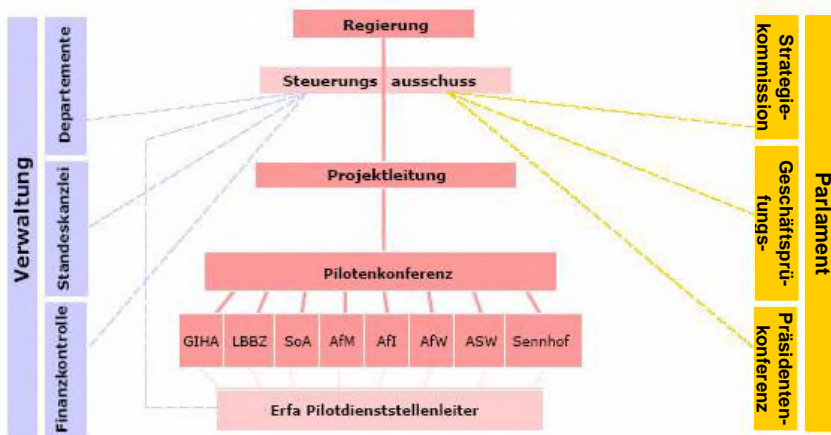 Regierung
Steuerungs ausschuss
Projektleitung
Pilotenkonferenz
GIHA LBBZ SoA AfM AfI AfW ASW Sennhof
Erfa Pilotdienststellenleiter
Verwaltung
Departemente
Standeskanzlei
Finanzkontrolle
Strategie-
kommission
Geschäftsprü-
fungs-
Präsidenten-
konferenz
Parlament